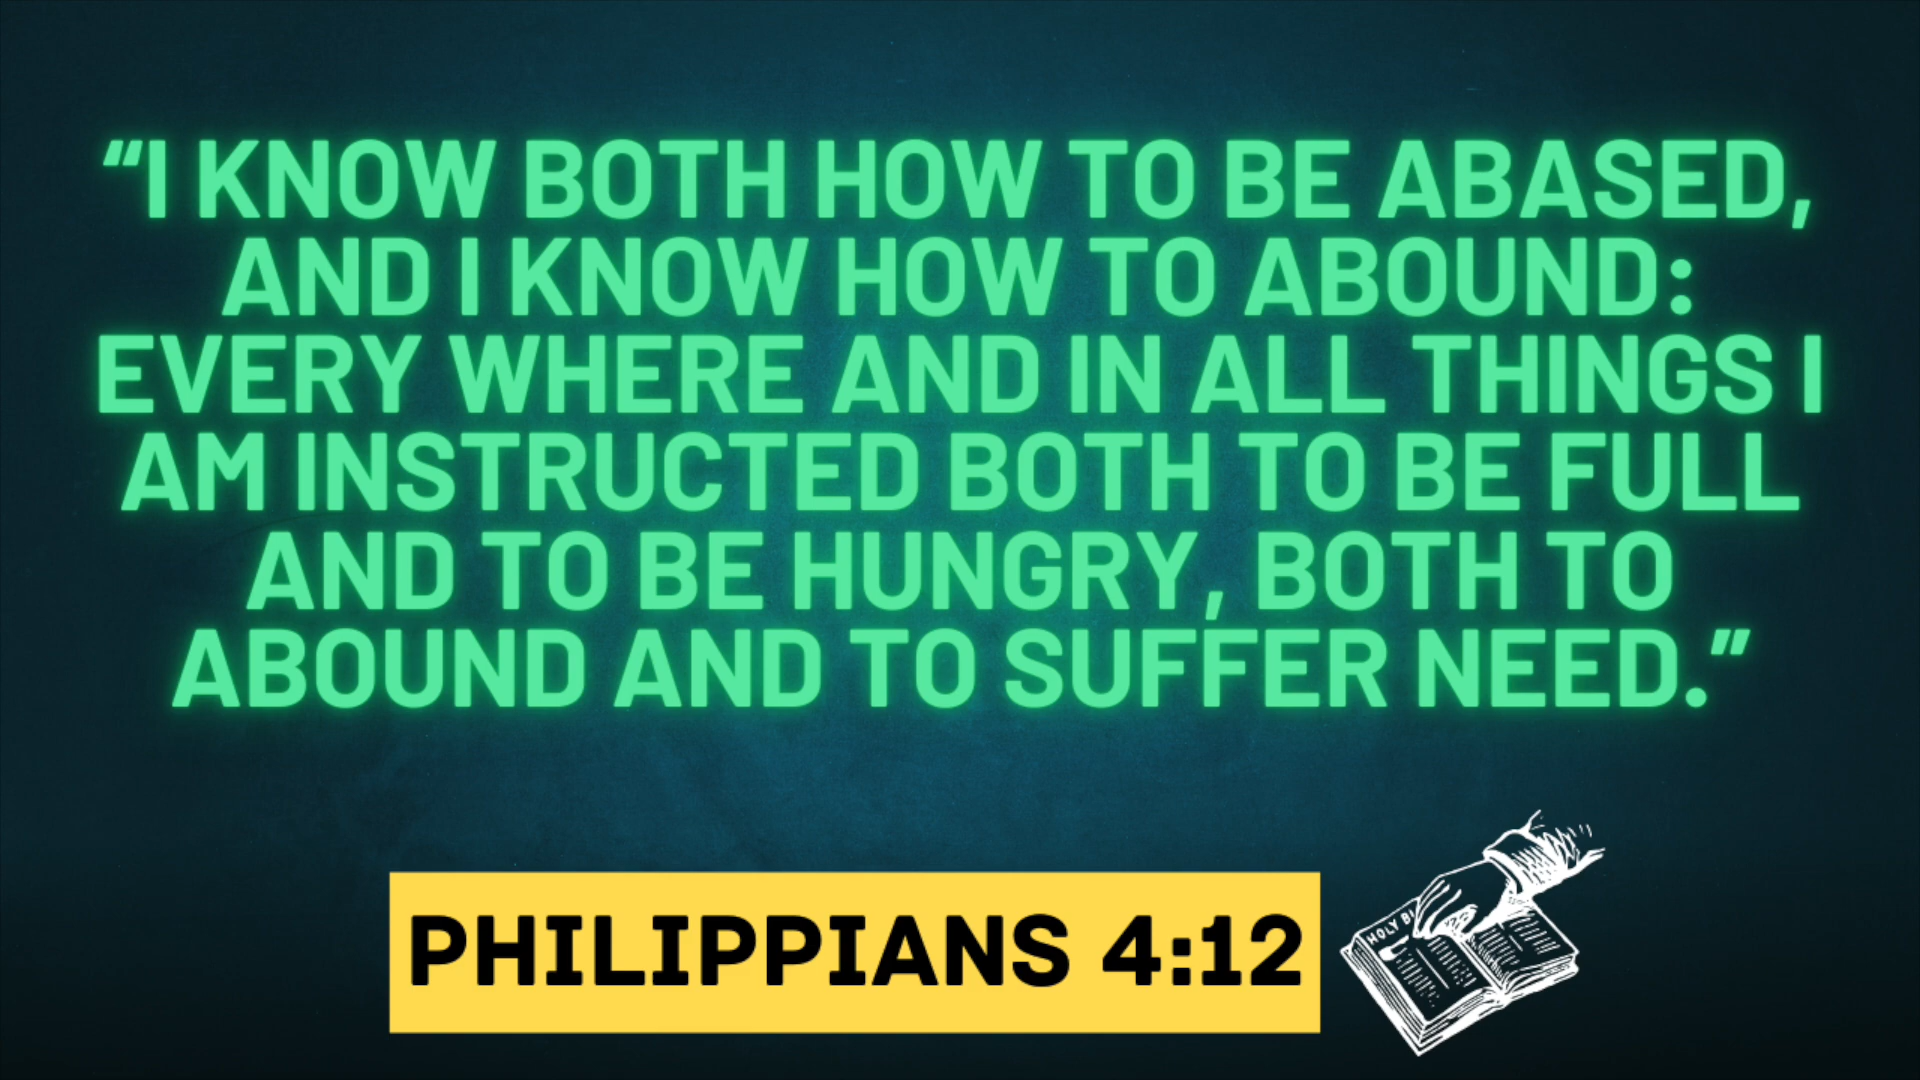 “I KNOW BOTH HOW TO BE ABASED,
AND I KNOW HOW TO ABOUND:
EVERY WHERE AND IN ALL THINGS I
AM INSTRUCTED BOTH TO BE FULL
AND TO BE HUNGRY, BOTH TO
ABOUND AND TO SUFFER NEED.”
PHILIPPIANS 4:12
HOLY BI